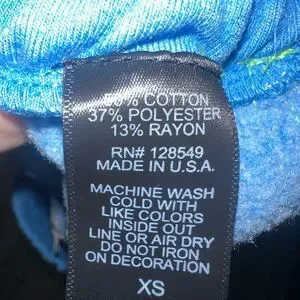 50% COTTON
37% POLYESTER
13% RAYON
RN# 128549
MADE IN U.S.A.
MACHINE WASH
COLD WITH
LIKE COLORS
INSIDE OUT
LINE OR AIR DRY
DO NOT IRON
ON DECORATION
XS